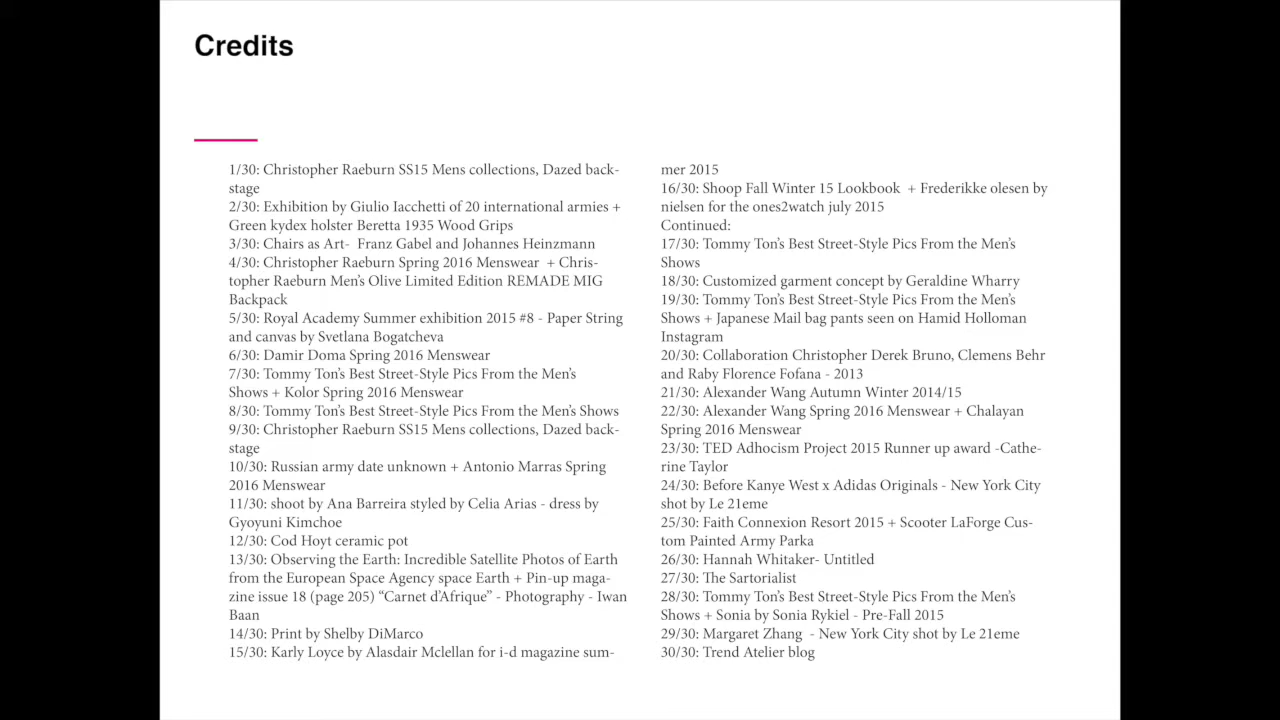 Credits
1/30: Christopher Raeburn SS15 Mens collections, Dazed back-
stage
2/30: Exhibition by Giulio Iacchetti of 20 international armies +
Green kydex holster Beretta 1935 Wood Grips
3/30: Chairs as Art-  Franz Gabel and Johannes Heinzmann
4/30: Christopher Raeburn Spring 2016 Menswear  + Chris-
topher Raeburn Men's Olive Limited Edition REMADE MIG
Backpack
5/30: Royal Academy Summer exhibition 2015 #8 - Paper String
and canvas by Svetlana Bogatcheva
6/30: Damir Doma Spring 2016 Menswear
7/30: Tommy Ton's Best Street-Style Pics From the Men's
Shows + Kolor Spring 2016 Menswear
8/30: Tommy Ton's Best Street-Style Pics From the Men's Shows
9/30: Christopher Raeburn SS15 Mens collections, Dazed back-
stage
10/30: Russian army date unknown + Antonio Marras Spring
2016 Menswear
11/30: shoot by Ana Barreira styled by Celia Arias - dress by
Gyoyuni Kimchoe
12/30: Cod Hoyt ceramic pot
13/30: Observing the Earth: Incredible Satellite Photos of Earth
from the European Space Agency space Earth + Pin-up maga-
zine issue 18 (page 205) “Carnet d'Afrique” - Photography - Iwan
Baan
14/30: Print by Shelby DiMarco
15/30: Karly Loyce by Alasdair Mclellan for i-d magazine sum-
mer 2015
16/30: Shoop Fall Winter 15 Lookbook  + Frederikke olesen by
nielsen for the ones2watch july 2015
Continued:
17/30: Tommy Ton's Best Street-Style Pics From the Men's
Shows
18/30: Customized garment concept by Geraldine Wharry
19/30: Tommy Ton's Best Street-Style Pics From the Men's
Shows + Japanese Mail bag pants seen on Hamid Holloman
Instagram
20/30: Collaboration Christopher Derek Bruno, Clemens Behr
and Raby Florence Fofana - 2013
21/30: Alexander Wang Autumn Winter 2014/15
22/30: Alexander Wang Spring 2016 Menswear + Chalayan
Spring 2016 Menswear
23/30: TED Adhocism Project 2015 Runner up award -Cathe-
rine Taylor
24/30: Before Kanye West x Adidas Originals - New York City
shot by Le 21eme
25/30: Faith Connexion Resort 2015 + Scooter LaForge Cus-
tom Painted Army Parka
26/30: Hannah Whitaker- Untitled
27/30: The Sartorialist
28/30: Tommy Ton's Best Street-Style Pics From the Men's
Shows + Sonia by Sonia Rykiel - Pre-Fall 2015
29/30: Margaret Zhang  - New York City shot by Le 21eme
30/30: Trend Atelier blog